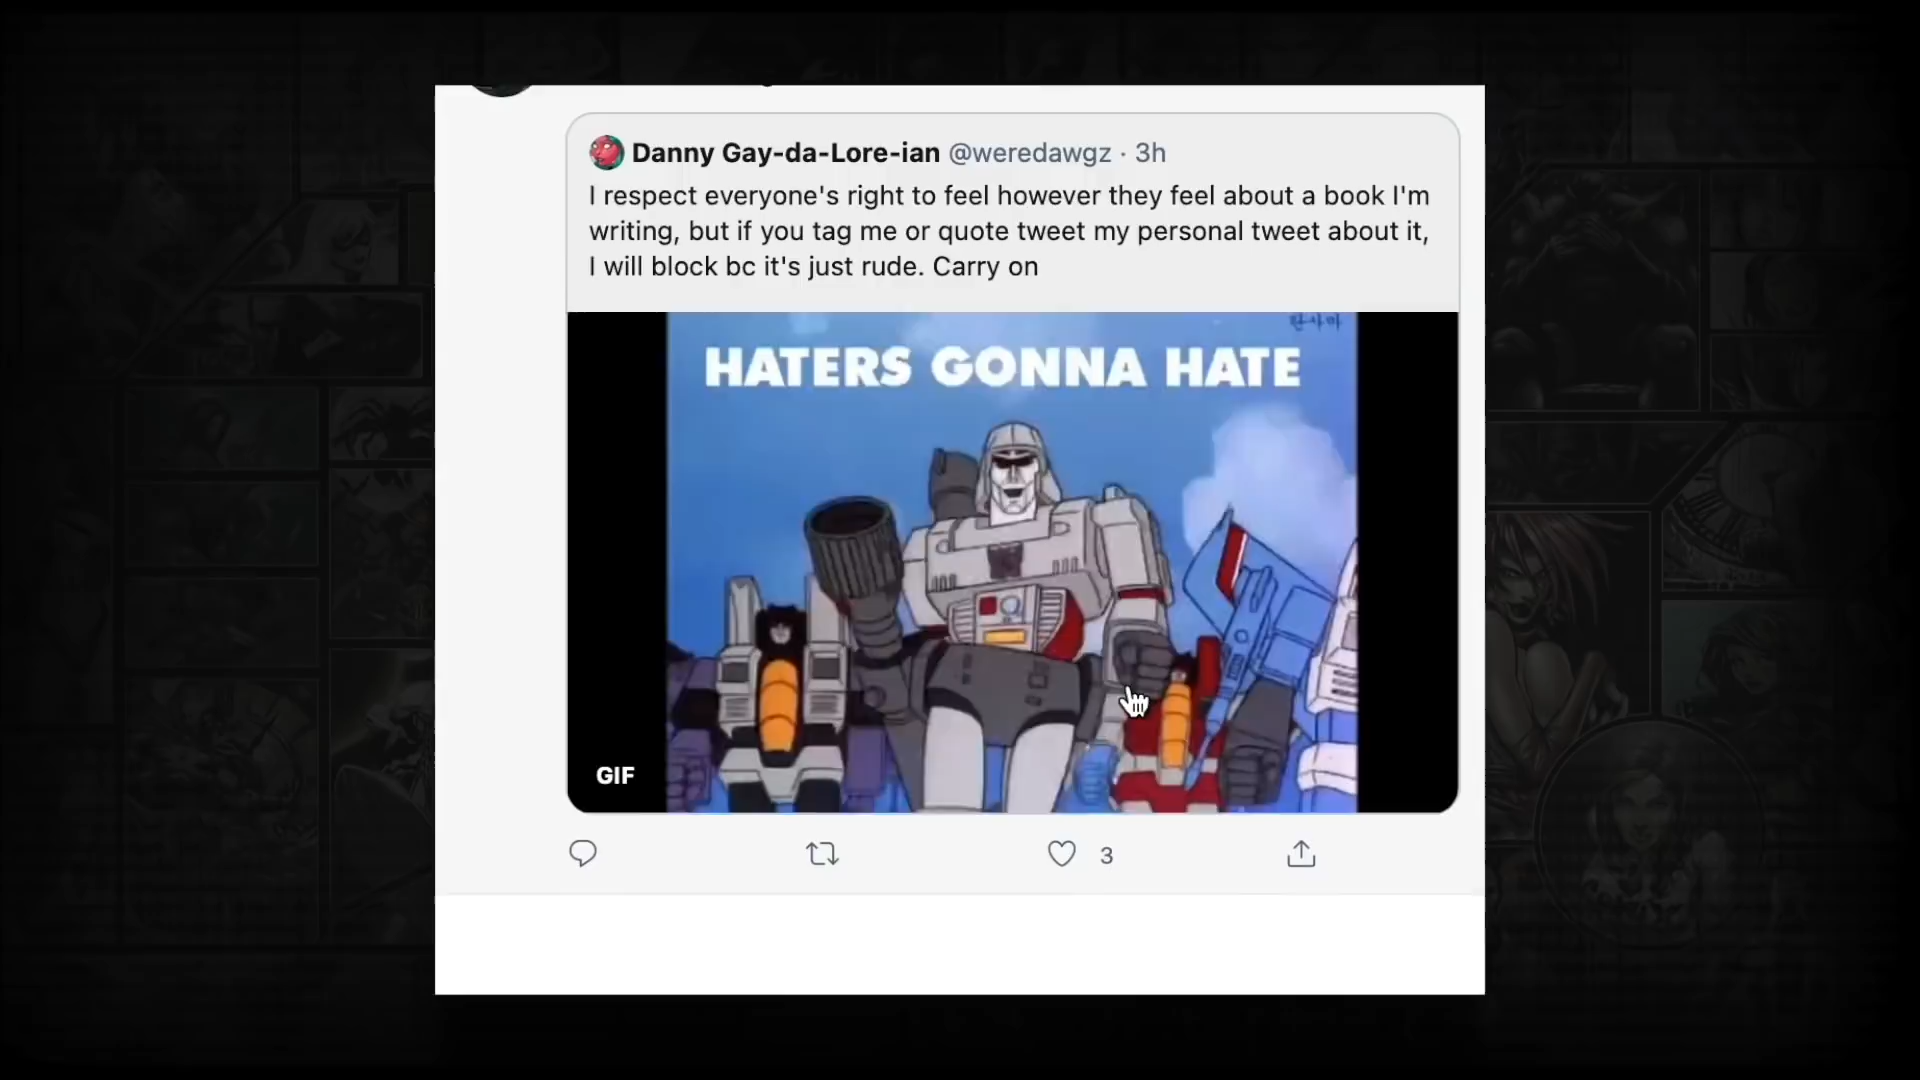 Danny Gay-da-Lore-ian @weredawgz · 3h
I respect everyone's right to feel however they feel about a book I'm
writing, but if you tag me or quote tweet my personal tweet about it,
I will block bc it's just rude. Carry on
HATERS GONNA HATE
GIF
3